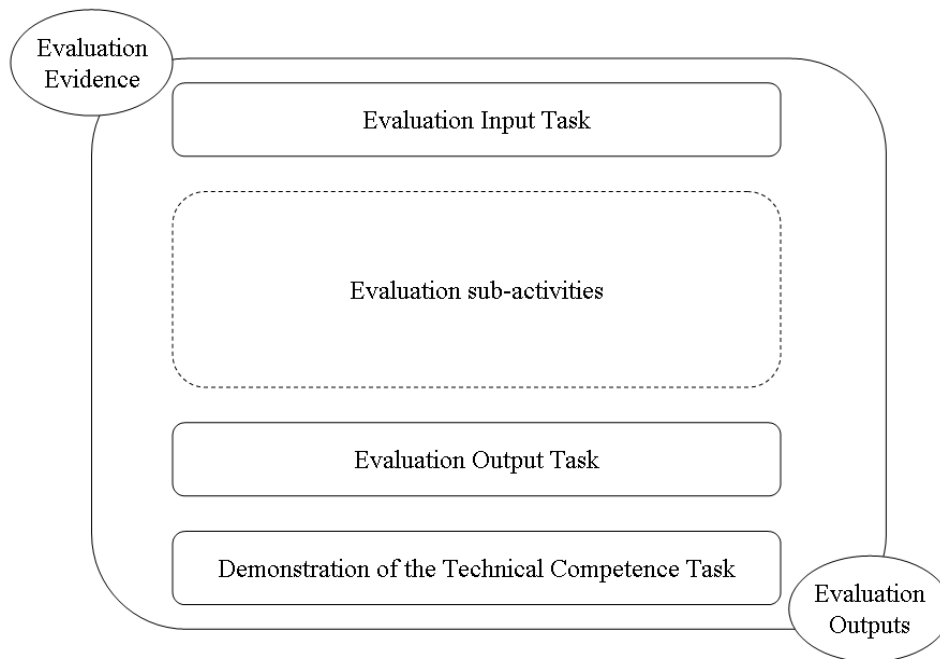 Evaluation
Evidence
Evaluation Input Task
Evaluation sub-activities
Evaluation Output Task
Demonstration of the Technical Competence Task
Evaluation
Outputs